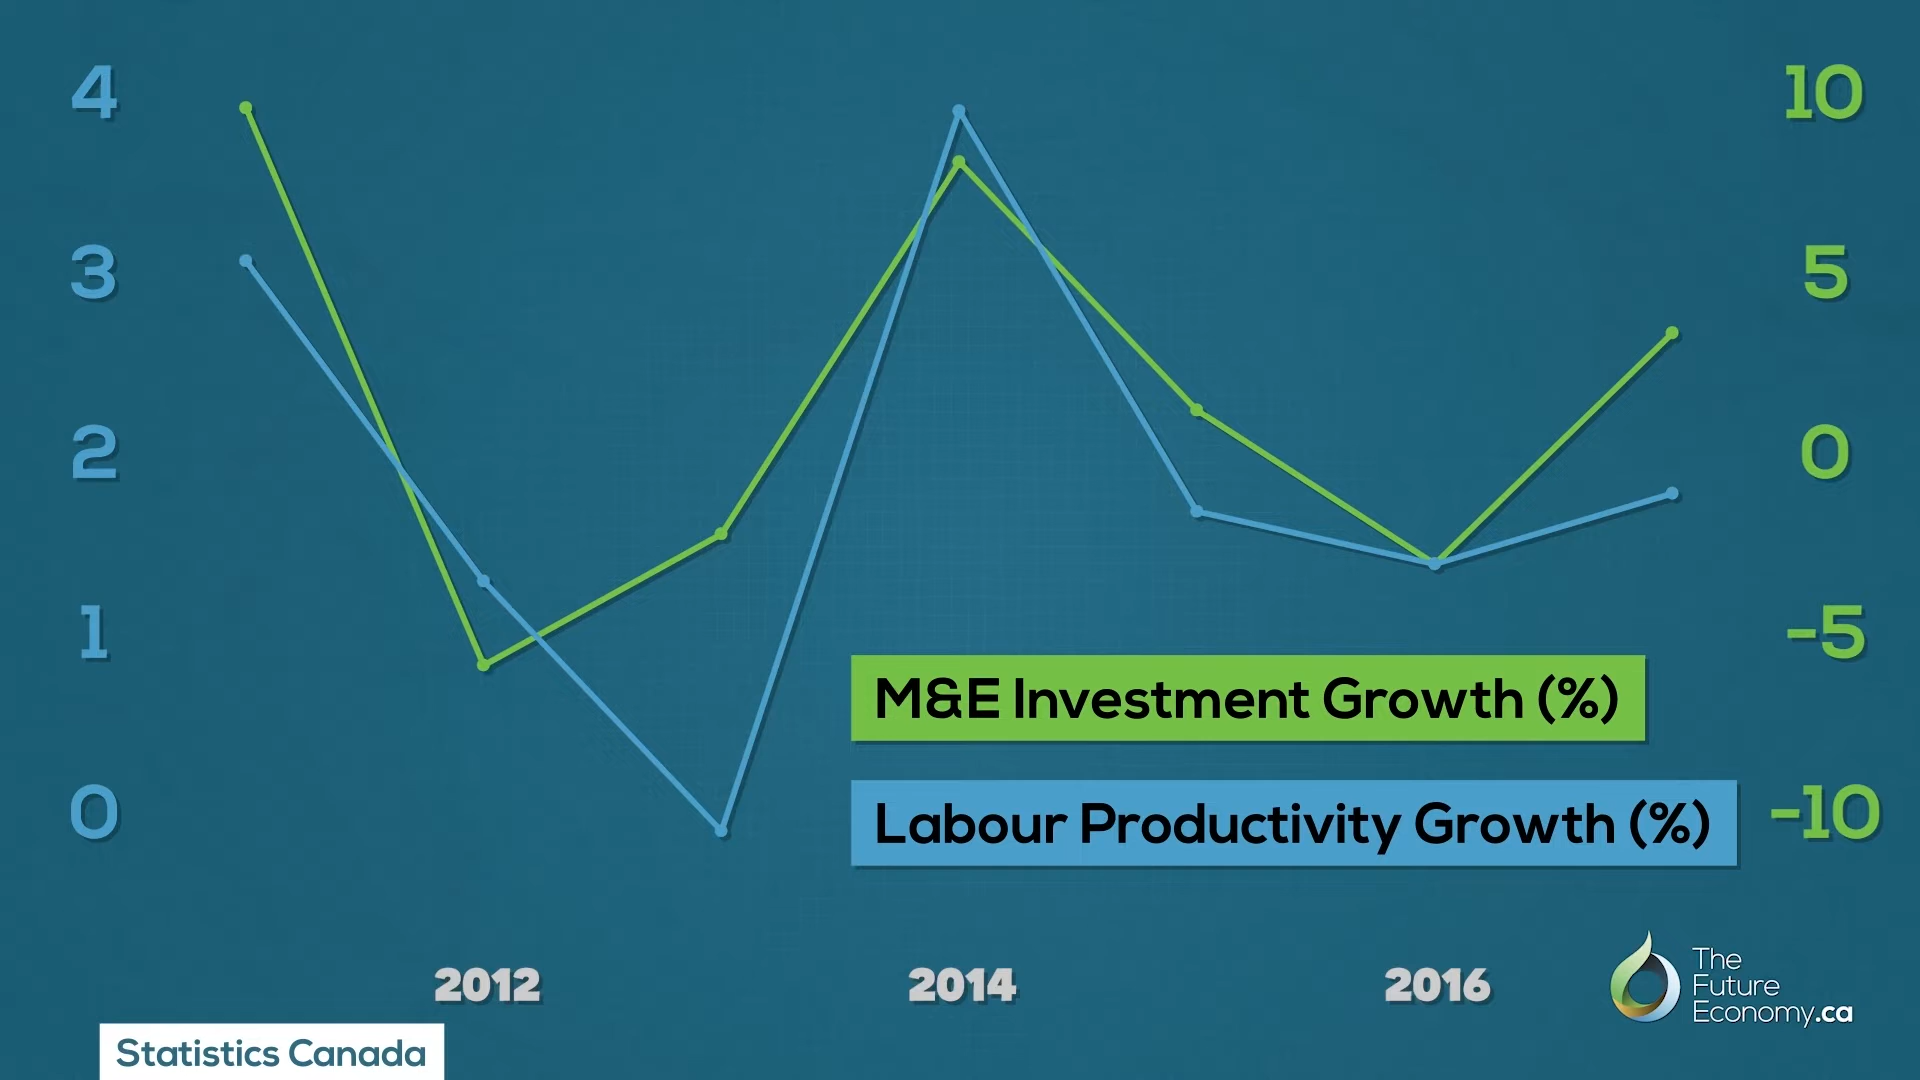 4
3
2
1
0
10
5
0
-5
-10
M&E Investment Growth (%)
Labour Productivity Growth (%)
2012
2014
2016
The
Future
Economy.ca
Statistics Canada